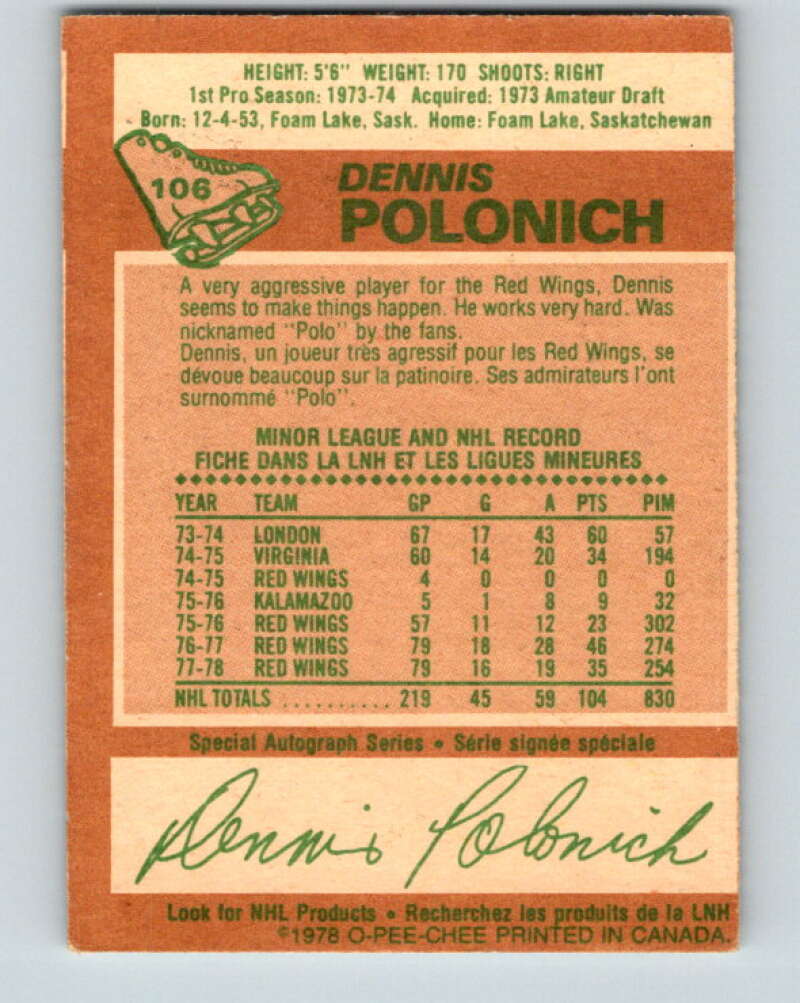 HEIGHT: 5'6" WEIGHT: 170 SHOOTS: RIGHT
1st Pro Season: 1973-74 Acquired: 1973 Amateur Draft
Born: 12-4-53, Foam Lake, Sask. Home: Foam Lake, Saskatchewan
106
DENNIS
POLONICH
A very aggressive player for the Red Wings, Dennis
seems to make things happen. He works very hard. Was
nicknamed "Polo" by the fans.
Dennis, un joueur très agressif pour les Red Wings, se
dévoue beaucoup sur la patinoire. Ses admirateurs l'ont
surnommé "Polo".
MINOR LEAGUE AND NHL RECORD
FICHE DANS LA LNH ET LES LIGUES MINEURES
YEAR TEAM GP G A PTS PIM
73-74 LONDON 67 17 43 60 57
74-75 VIRGINIA 60 14 20 34 194
74-75 RED WINGS 4 0 0 0 0
75-76 KALAMAZOO 5 1 8 9 32
75-76 RED WINGS 57 11 12 23 302
76-77 RED WINGS 79 18 28 46 274
77-78 RED WINGS 79 16 19 35 254
NHL TOTALS .......... 219 45 59 104 830
Special Autograph Series • Série signée spéciale
Dennis Polonich
Look for NHL Products • Recherchez les produits de la LNH
©1978 O-PEE-CHEE PRINTED IN CANADA.